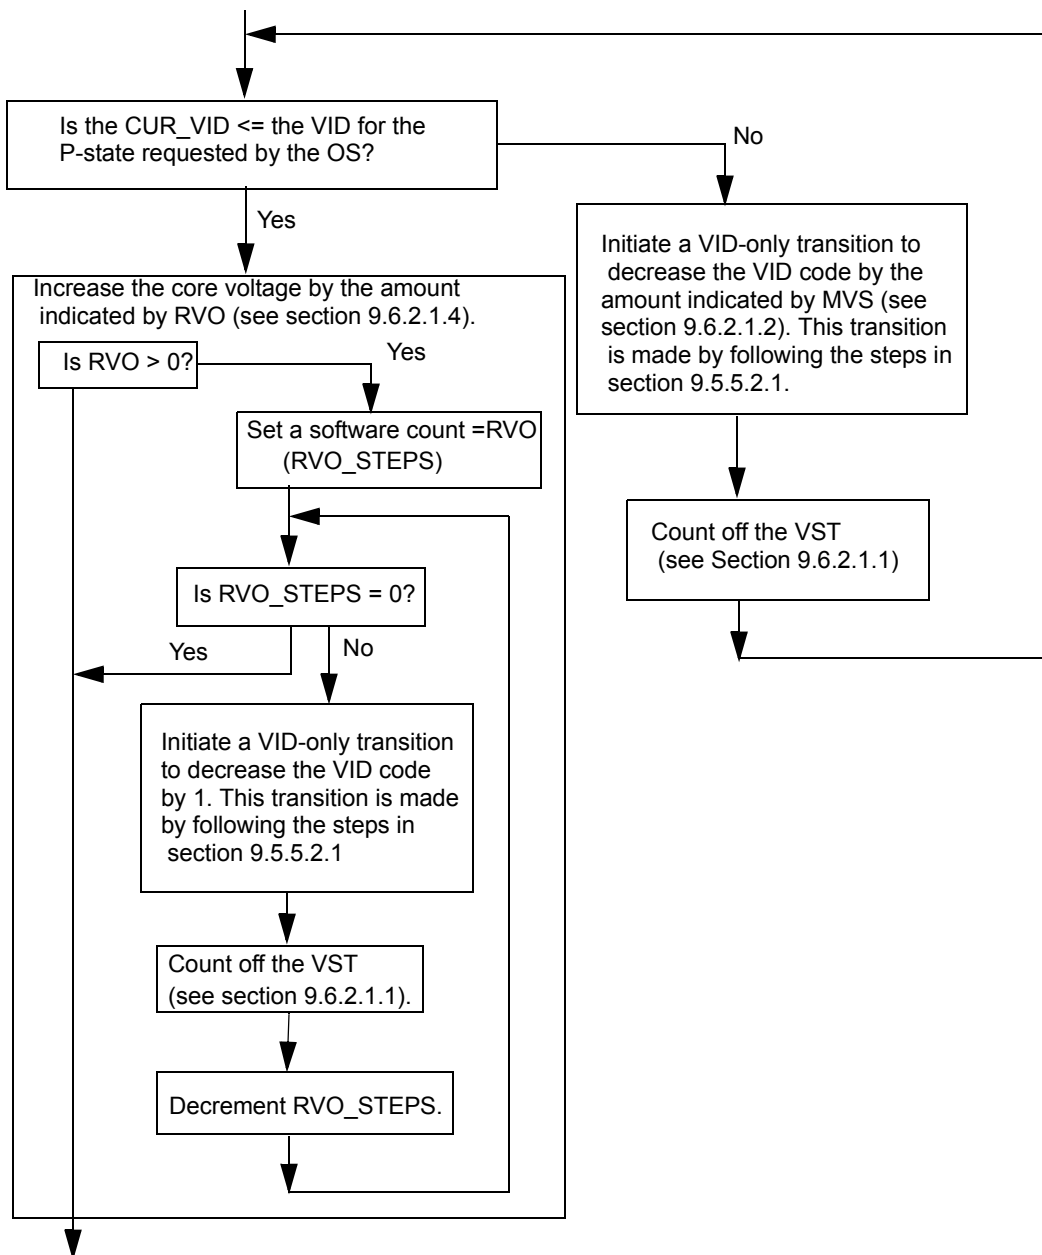 Is the CUR_VID <= the VID for the
P-state requested by the OS?
No
Yes
Initiate a VID-only transition to
decrease the VID code by the
amount indicated by MVS (see
section 9.6.2.1.2). This transition
is made by following the steps in
section 9.5.5.2.1.
Count off the VST
(see Section 9.6.2.1.1)
Increase the core voltage by the amount
indicated by RVO (see section 9.6.2.1.4).
Is RVO > 0?
Yes
Set a software count =RVO
(RVO_STEPS)
Is RVO_STEPS = 0?
Yes
No
Initiate a VID-only transition
to decrease the VID code
by 1. This transition is made
by following the steps in
section 9.5.5.2.1
Count off the VST
(see section 9.6.2.1.1).
Decrement RVO_STEPS.